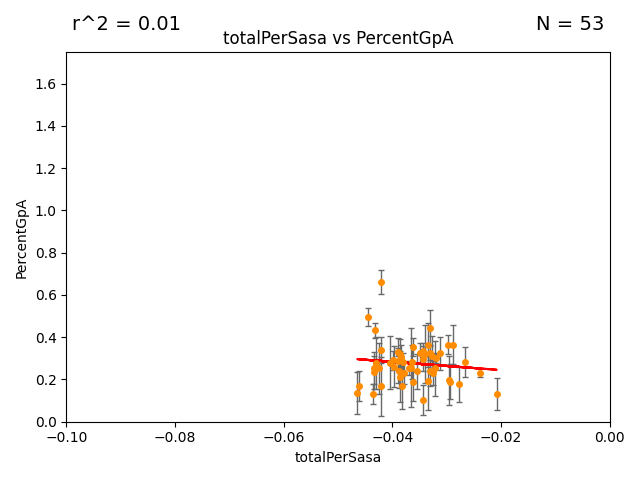 r^2 = 0.01
N = 53
totalPerSasa vs PercentGpA
PercentGpA
1.6
1.4
1.2
1.0
0.8
0.6
0.4
0.2
0.0
−0.10 −0.08 −0.06 −0.04 −0.02 0.00
totalPerSasa